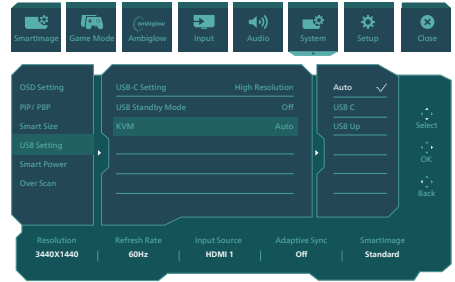 SmartImage Game Mode Ambiglow Input Audio System Setup Close
ambiglow
OSD Setting USB-C Setting High Resolution Auto
PIP/ PBP USB Standby Mode Off USB C
Smart Size KVM Auto USB Up Select
USB Setting
Smart Power OK
Over Scan Back
Resolution Refresh Rate Input Source Adaptive Sync SmartImage
3440X1440 | 60Hz | HDMI 1 | Off | Standard